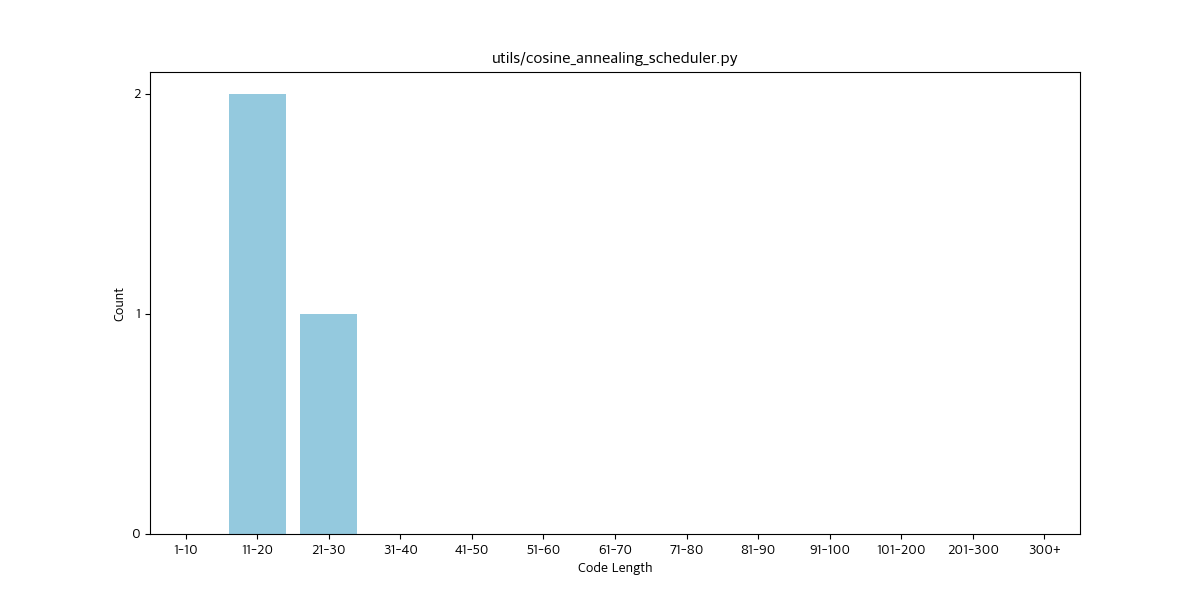 utils/cosine_annealing_scheduler.py
2
1
0
Count
1-10 11-20 21-30 31-40 41-50 51-60 61-70 71-80 81-90 91-100 101-200 201-300 300+
Code Length